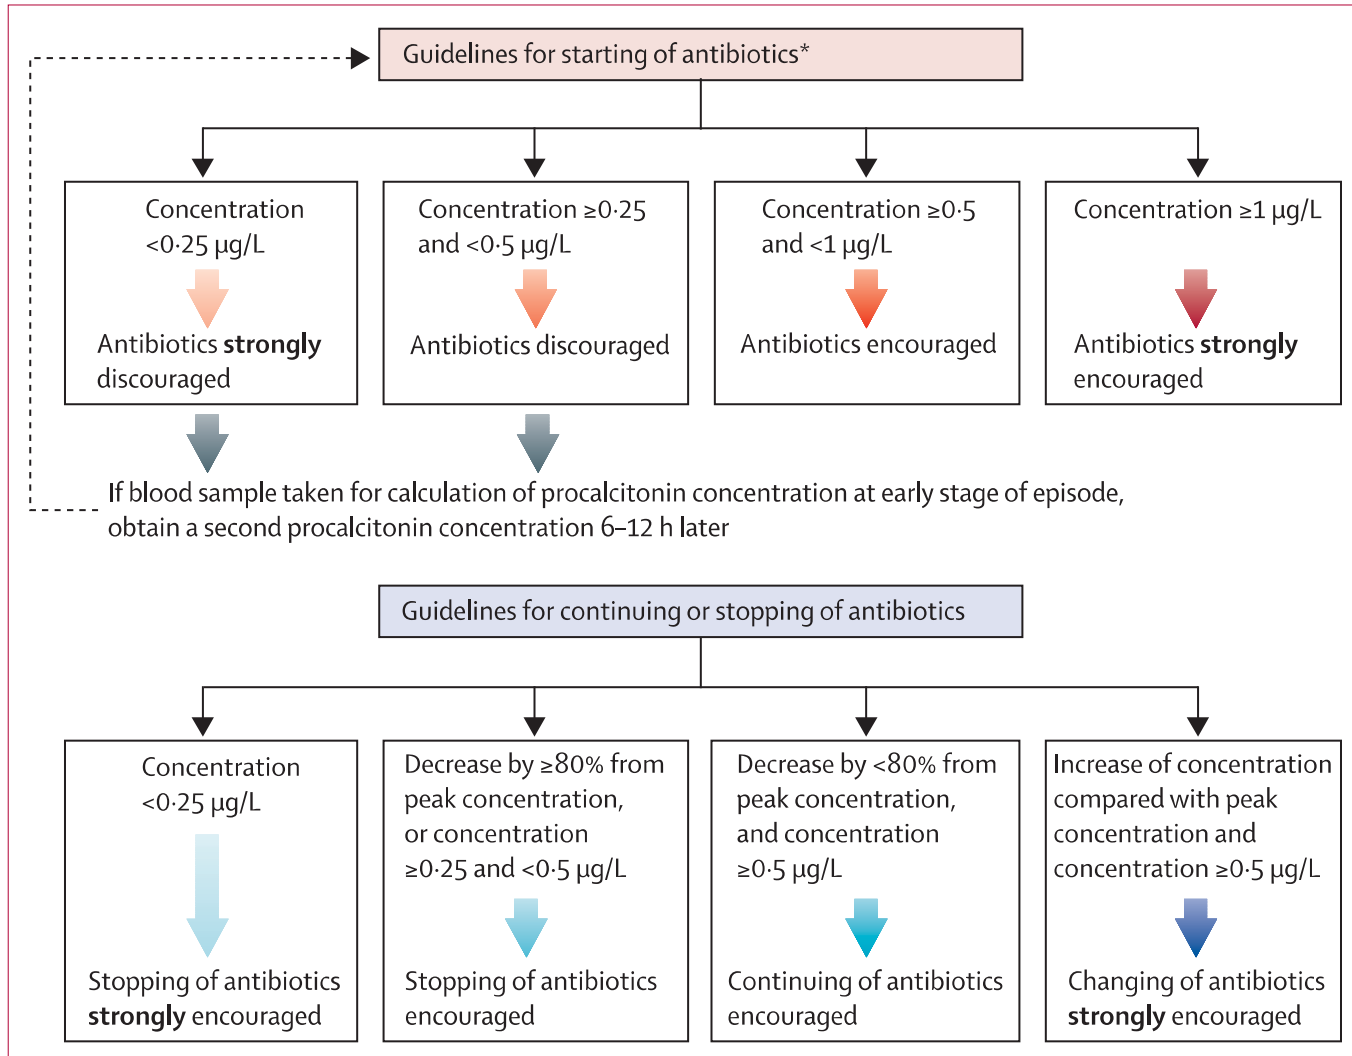 Guidelines for starting of antibiotics*
Concentration
<0·25 µg/L
Antibiotics strongly
discouraged
Concentration ≥0·25
and <0·5 µg/L
Antibiotics discouraged
Concentration ≥0·5
and <1 µg/L
Antibiotics encouraged
Concentration ≥1 µg/L
Antibiotics strongly
encouraged
If blood sample taken for calculation of procalcitonin concentration at early stage of episode,
obtain a second procalcitonin concentration 6–12 h later
Guidelines for continuing or stopping of antibiotics
Concentration
<0·25 µg/L
Stopping of antibiotics
strongly encouraged
Decrease by ≥80% from
peak concentration,
or concentration
≥0·25 and <0·5 µg/L
Stopping of antibiotics
encouraged
Decrease by <80% from
peak concentration,
and concentration
≥0·5 µg/L
Continuing of antibiotics
encouraged
Increase of concentration
compared with peak
concentration and
concentration ≥0·5 µg/L
Changing of antibiotics
strongly encouraged